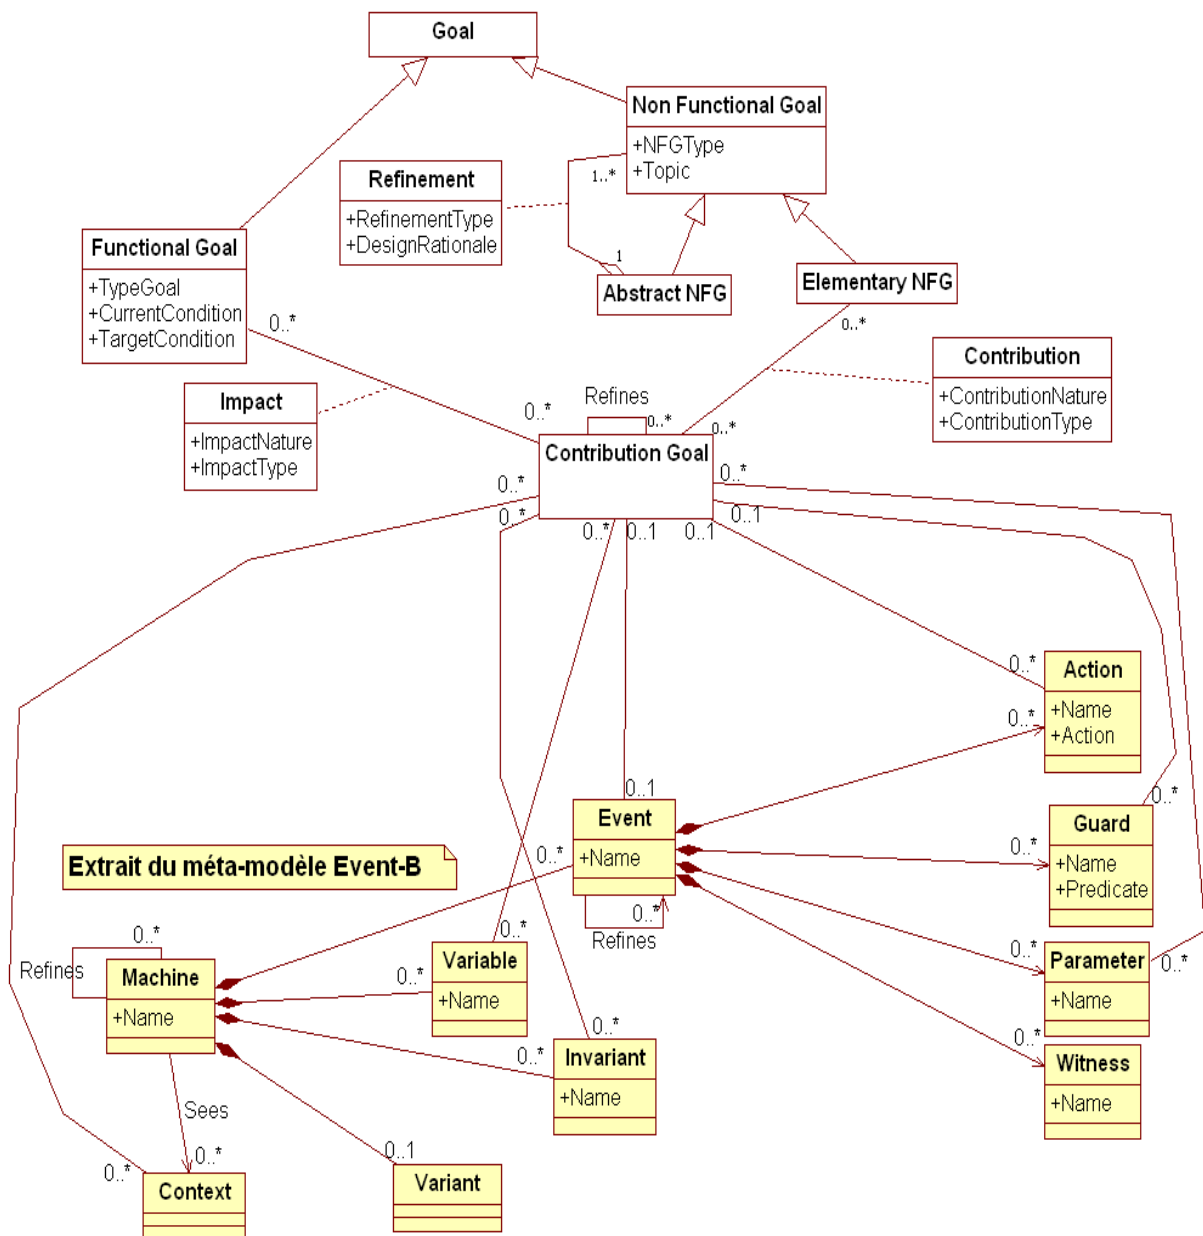 Goal
Non Functional Goal
+NFGType
+Topic
1..*
Refinement
+RefinementType
+DesignRationale
1
Abstract NFG
Elementary NFG
0..*
Functional Goal
+TypeGoal
+CurrentCondition
+TargetCondition
0..*
Contribution
+ContributionNature
+ContributionType
Impact
+ImpactNature
+ImpactType
Refines
0..*
0..*
0..*
Contribution Goal
0..*
0..*
0..*
0..*
0..1
0..1
0..1
0..*
Action
+Name
+Action
0..*
0..1
Event
+Name
0..*
0..*
Refines
0..*
Guard
+Name
+Predicate
0..*
Extrait du méta-modèle Event-B
0..*
Parameter
+Name
0..*
0..*
Witness
+Name
Refines
0..*
Machine
+Name
0..*
0..*
Variable
+Name
0..*
0..*
Invariant
+Name
Sees
0..*
0..*
Context
0..1
Variant